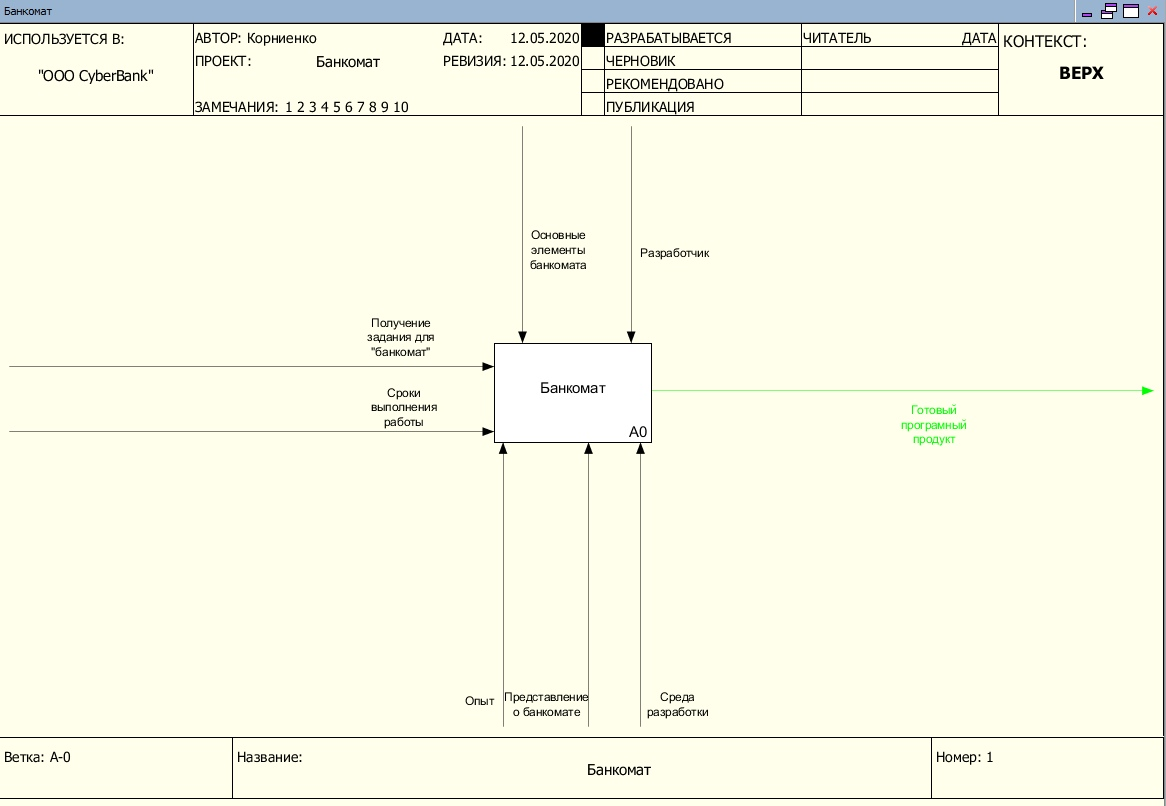 Банкомат
ИСПОЛЬЗУЕТСЯ В:
"ООО CyberBank"
АВТОР: Корниенко
ДАТА: 12.05.2020
ПРОЕКТ: Банкомат
РЕВИЗИЯ: 12.05.2020
ЗАМЕЧАНИЯ: 1 2 3 4 5 6 7 8 9 10
РАЗРАБАТЫВАЕТСЯ
ЧЕРНОВИК
РЕКОМЕНДОВАНО
ПУБЛИКАЦИЯ
ЧИТАТЕЛЬ
ДАТА
КОНТЕКСТ:
ВЕРХ
Основные
элементы
банкомата
Разработчик
Получение
задания для
"банкомат"
Сроки
выполнения
работы
Банкомат
A0
Готовый
програмный
продукт
Опыт
Представление
о банкомате
Среда
разработки
Ветка: A-0
Название:
Банкомат
Номер: 1